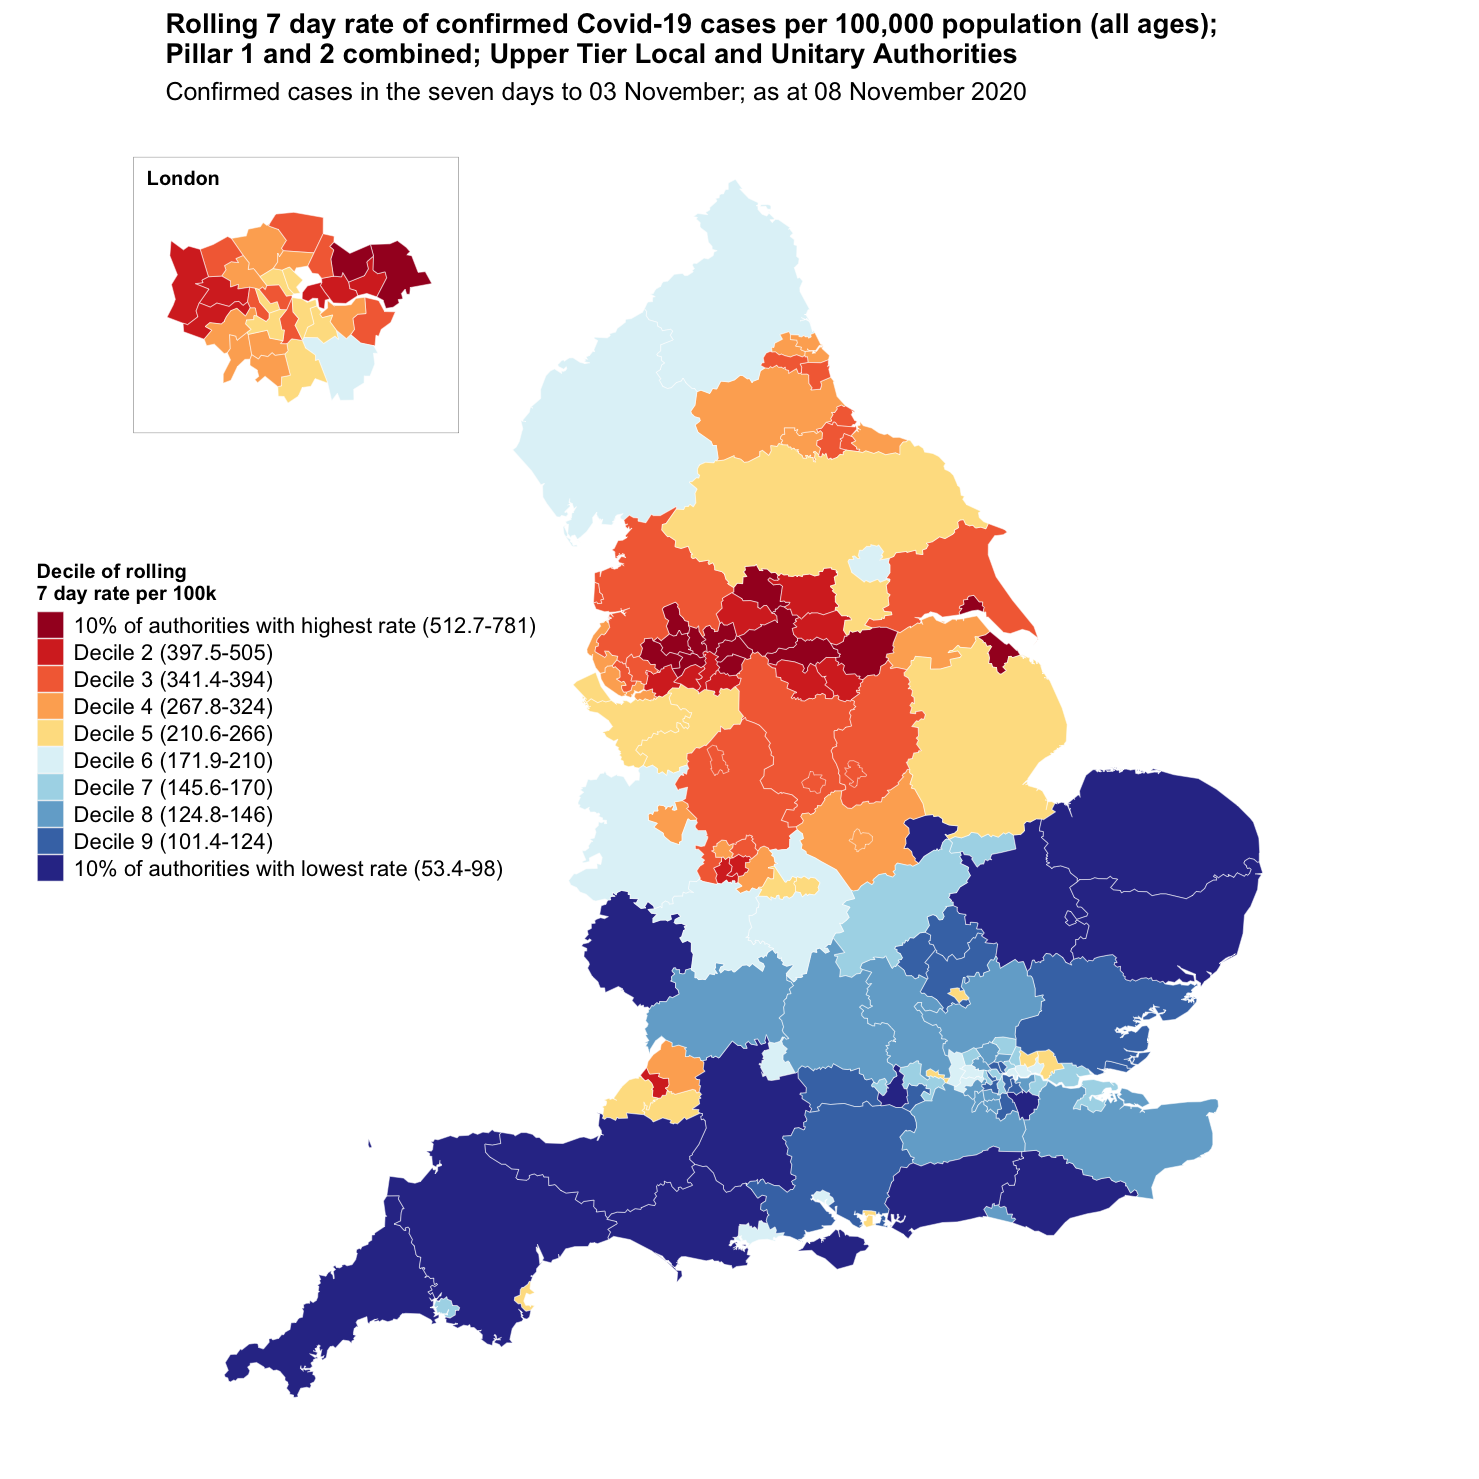 Rolling 7 day rate of confirmed Covid-19 cases per 100,000 population (all ages);
Pillar 1 and 2 combined; Upper Tier Local and Unitary Authorities
Confirmed cases in the seven days to 03 November; as at 08 November 2020
London
Decile of rolling
7 day rate per 100k
10% of authorities with highest rate (512.7-781)
Decile 2 (397.5-505)
Decile 3 (341.4-394)
Decile 4 (267.8-324)
Decile 5 (210.6-266)
Decile 6 (171.9-210)
Decile 7 (145.6-170)
Decile 8 (124.8-146)
Decile 9 (101.4-124)
10% of authorities with lowest rate (53.4-98)